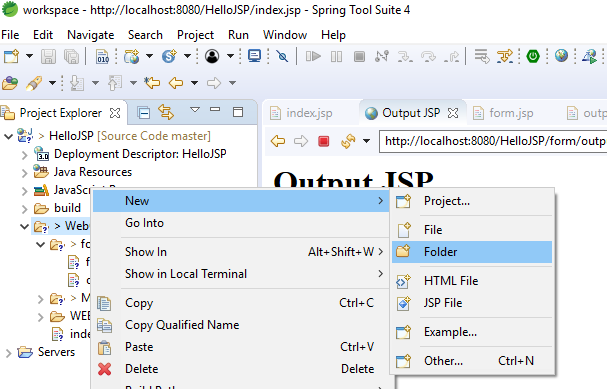 workspace - http://localhost:8080/HelloJSP/index.jsp - Spring Tool Suite 4
File Edit Navigate Search Project Run Window Help
010
Project Explorer
index.jsp Output JSP form.jsp outp
> HelloJSP [Source Code master]
http://localhost:8080/HelloJSP/form/outp
3.0 Deployment Descriptor: HelloJSP
Java Resources
JavaScript
Output JSP
build
> Web
New
Project...
Go Into
> fo
File
Show In Alt+Shift+W >
Folder
Show in Local Terminal
> M
HTML File
Copy Ctrl+C
JSP File
WEB
Copy Qualified Name
inde
Example...
Paste Ctrl+V
Servers
Other... Ctrl+N
Delete Delete